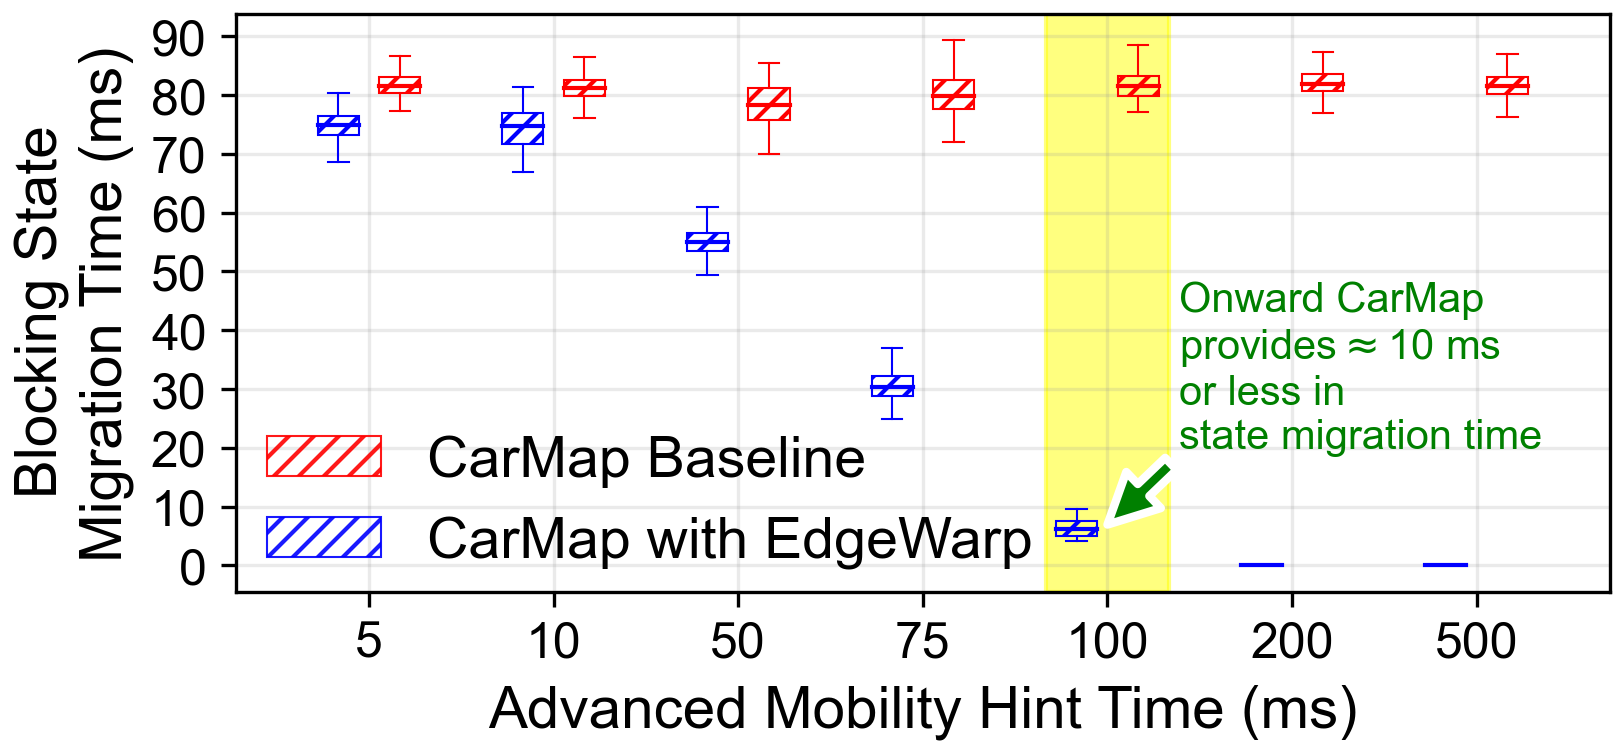 Blocking State
Migration Time (ms)
90
80
70
60
50
40
30
20
10
0
Onward CarMap
provides ≈ 10 ms
or less in
state migration time
CarMap Baseline
CarMap with EdgeWarp
5 10 50 75 100 200 500
Advanced Mobility Hint Time (ms)